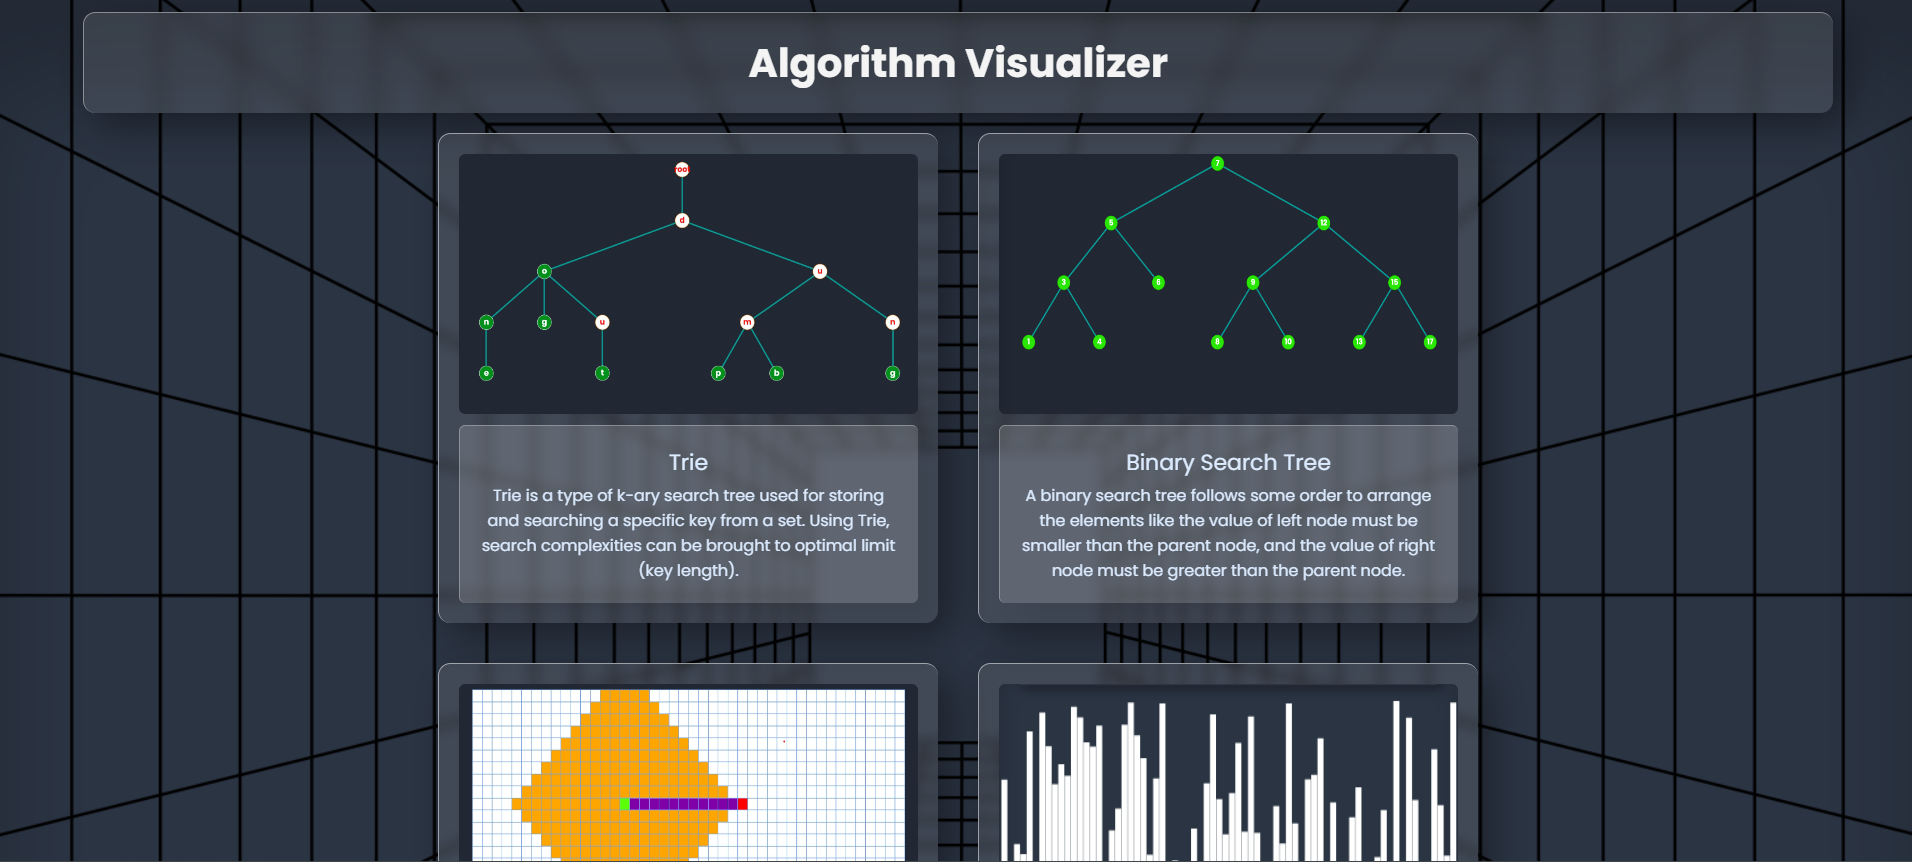 Algorithm Visualizer
root
d
o
u
n
g
u
m
n
e
t
p
b
g
7
5
12
3
6
9
15
1
4
8
10
13
17
Trie
Trie is a type of k-ary search tree used for storing
and searching a specific key from a set. Using Trie,
search complexities can be brought to optimal limit
(key length).
Binary Search Tree
A binary search tree follows some order to arrange
the elements like the value of left node must be
smaller than the parent node, and the value of right
node must be greater than the parent node.